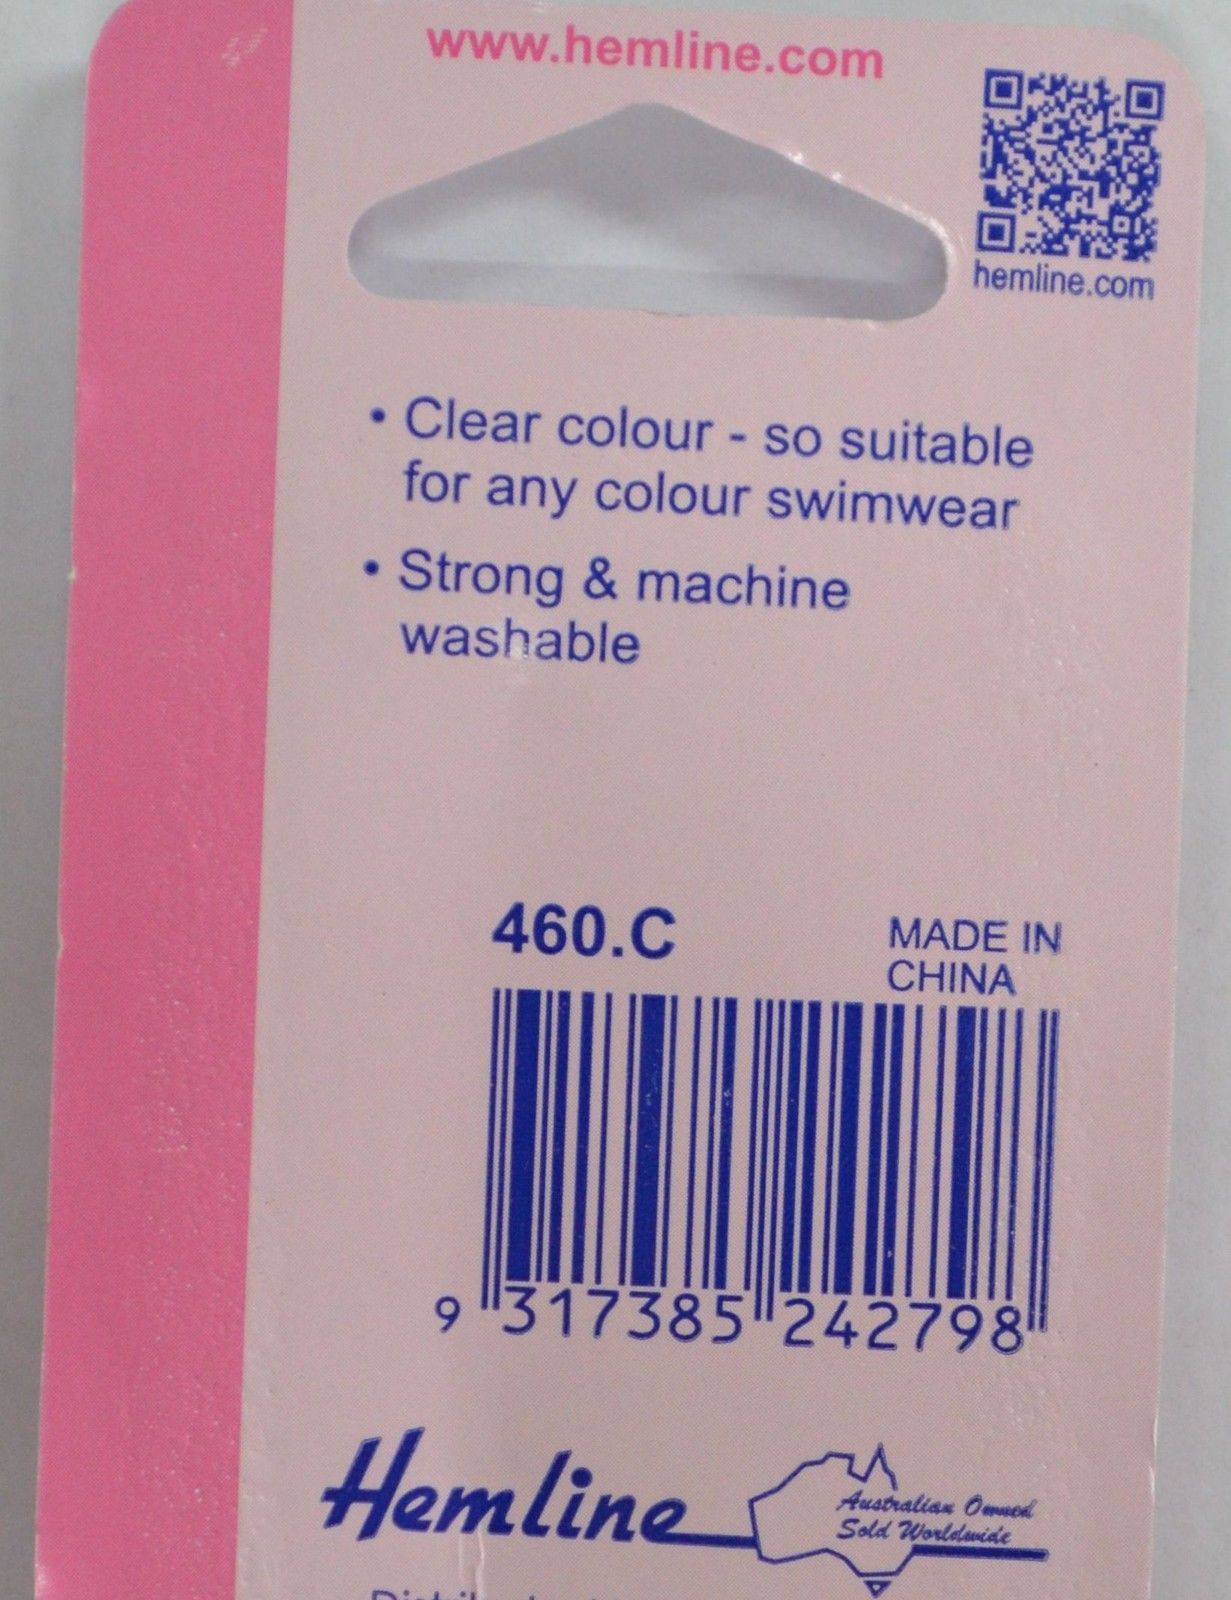 www.hemline.com
hemline.com
• Clear colour - so suitable
for any colour swimwear
• Strong & machine
washable
460.C
MADE IN
CHINA
9 317385 242798
Hemline
Australian Owned
Sold Worldwide